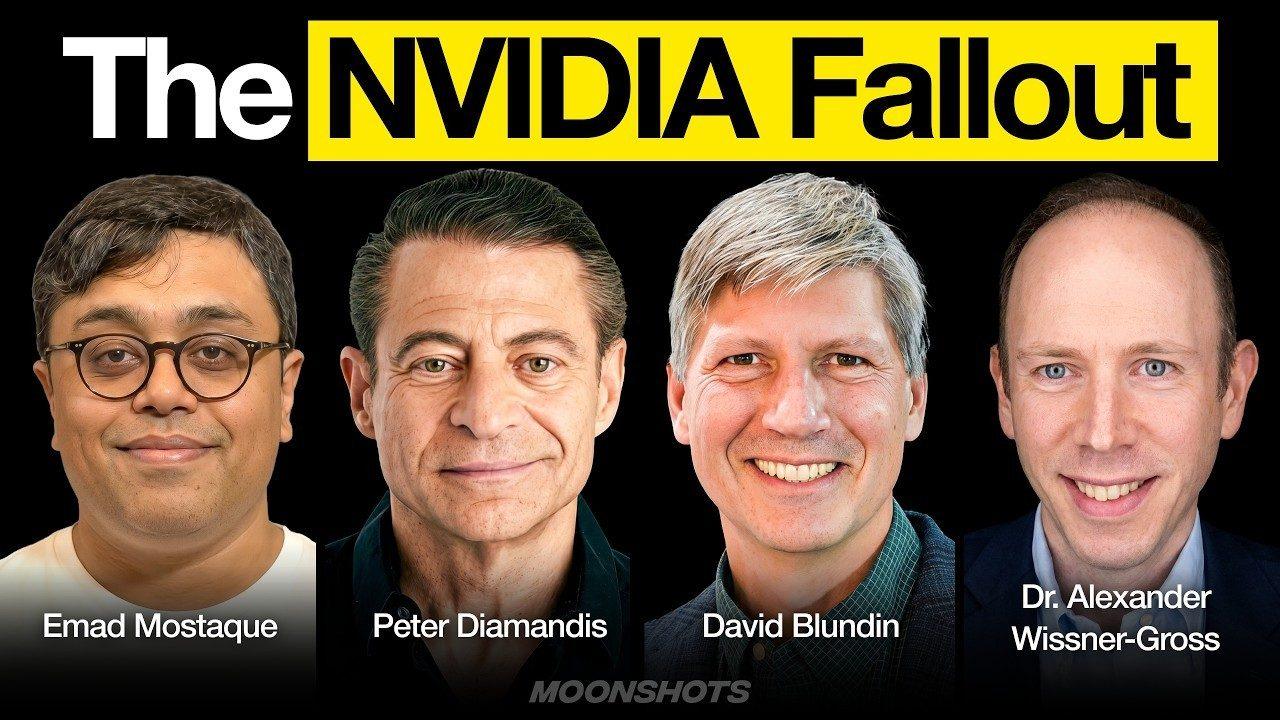 The NVIDIA Fallout
Emad Mostaque
Peter Diamandis
David Blundin
Dr. Alexander
Wissner-Gross
MOONSHOTS